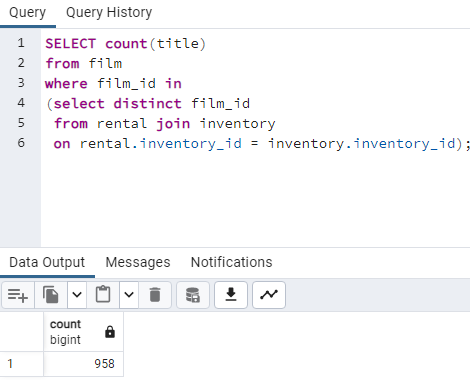 Query Query History
1 SELECT count(title)
2 from film
3 where film_id in
4 (select distinct film_id
5 from rental join inventory
6 on rental.inventory_id = inventory.inventory_id);
Data Output Messages Notifications
count
bigint
1 958